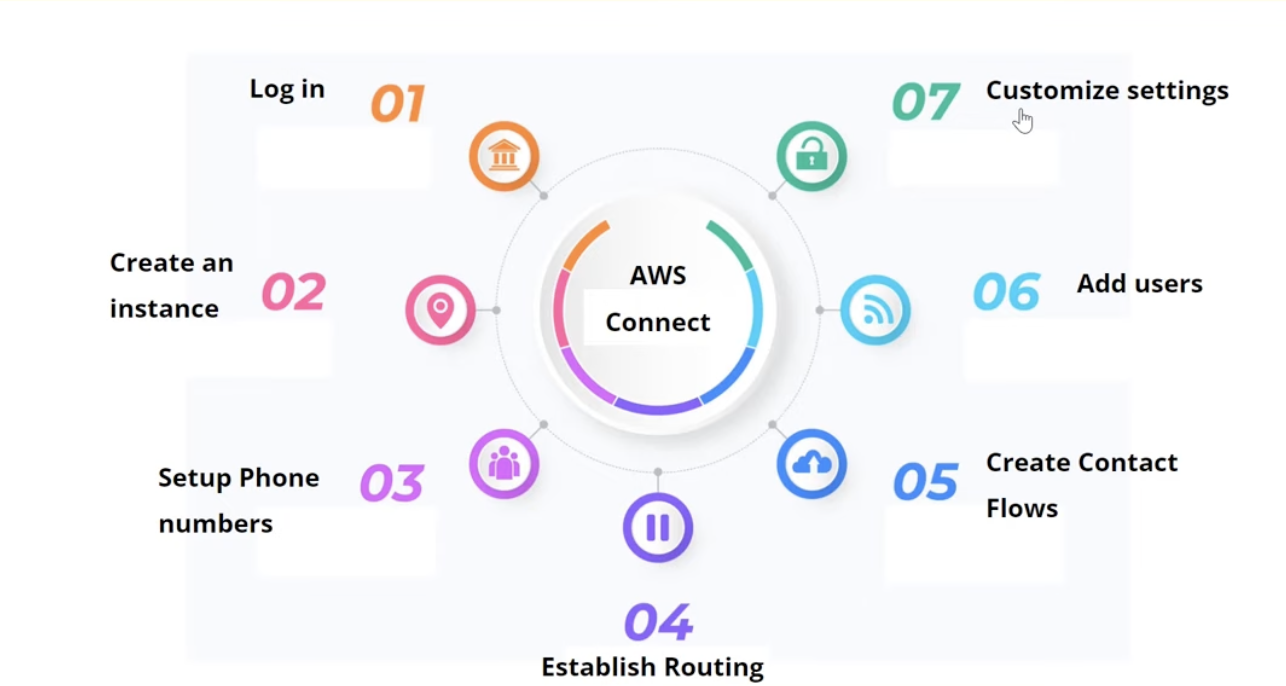 Log in
01
07
Customize settings
Create an
instance
02
AWS
Connect
06
Add users
Setup Phone
numbers
03
05
Create Contact
Flows
04
Establish Routing